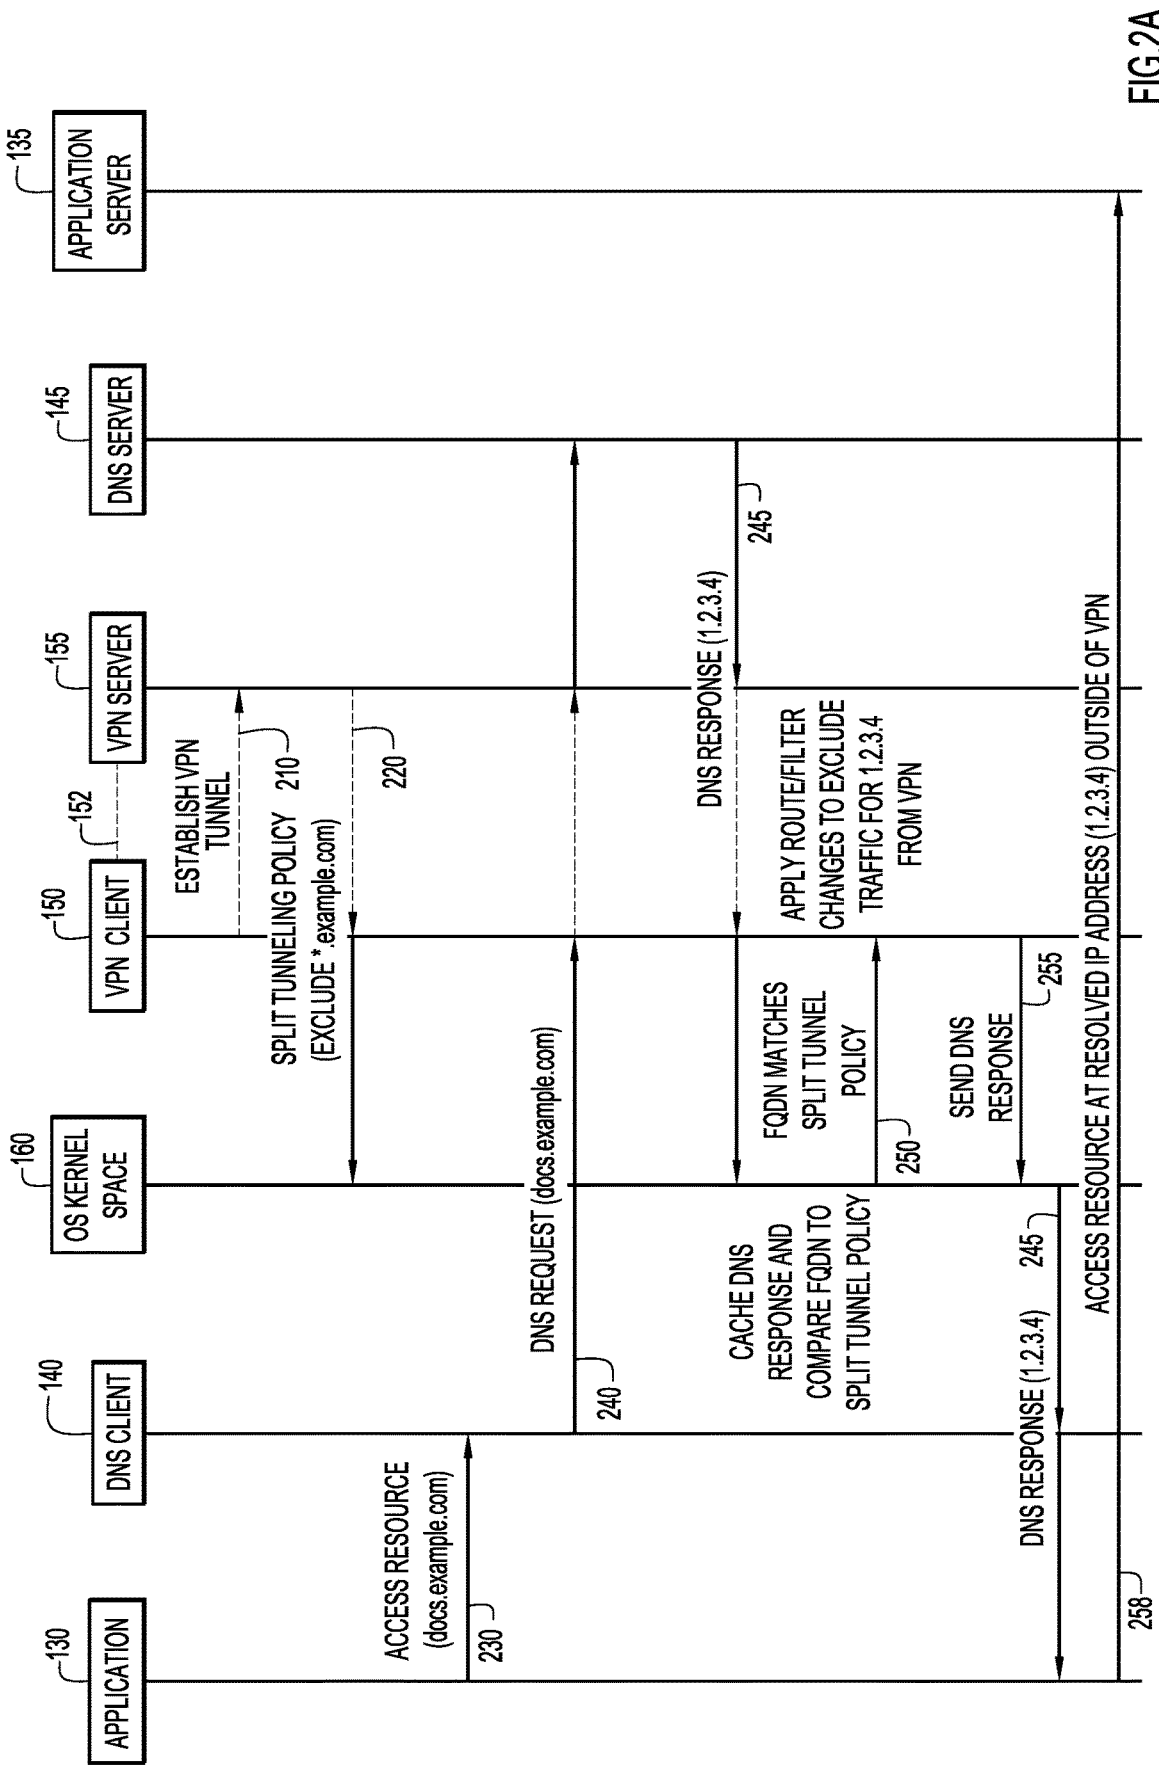 130
APPLICATION
140
DNS CLIENT
160
OS KERNEL
SPACE
150
VPN CLIENT
152
155
VPN SERVER
145
DNS SERVER
135
APPLICATION
SERVER
ESTABLISH VPN
TUNNEL
210
SPLIT TUNNELING POLICY
(EXCLUDE *.example.com)
220
ACCESS RESOURCE
(docs.example.com)
230
DNS REQUEST (docs.example.com)
240
DNS RESPONSE (1.2.3.4)
245
CACHE DNS
RESPONSE AND
COMPARE FQDN TO
SPLIT TUNNEL POLICY
FQDN MATCHES
SPLIT TUNNEL
POLICY
250
APPLY ROUTE/FILTER
CHANGES TO EXCLUDE
TRAFFIC FOR 1.2.3.4
FROM VPN
SEND DNS
RESPONSE
255
DNS RESPONSE (1.2.3.4)
245
ACCESS RESOURCE AT RESOLVED IP ADDRESS (1.2.3.4) OUTSIDE OF VPN
258
FIG.2A